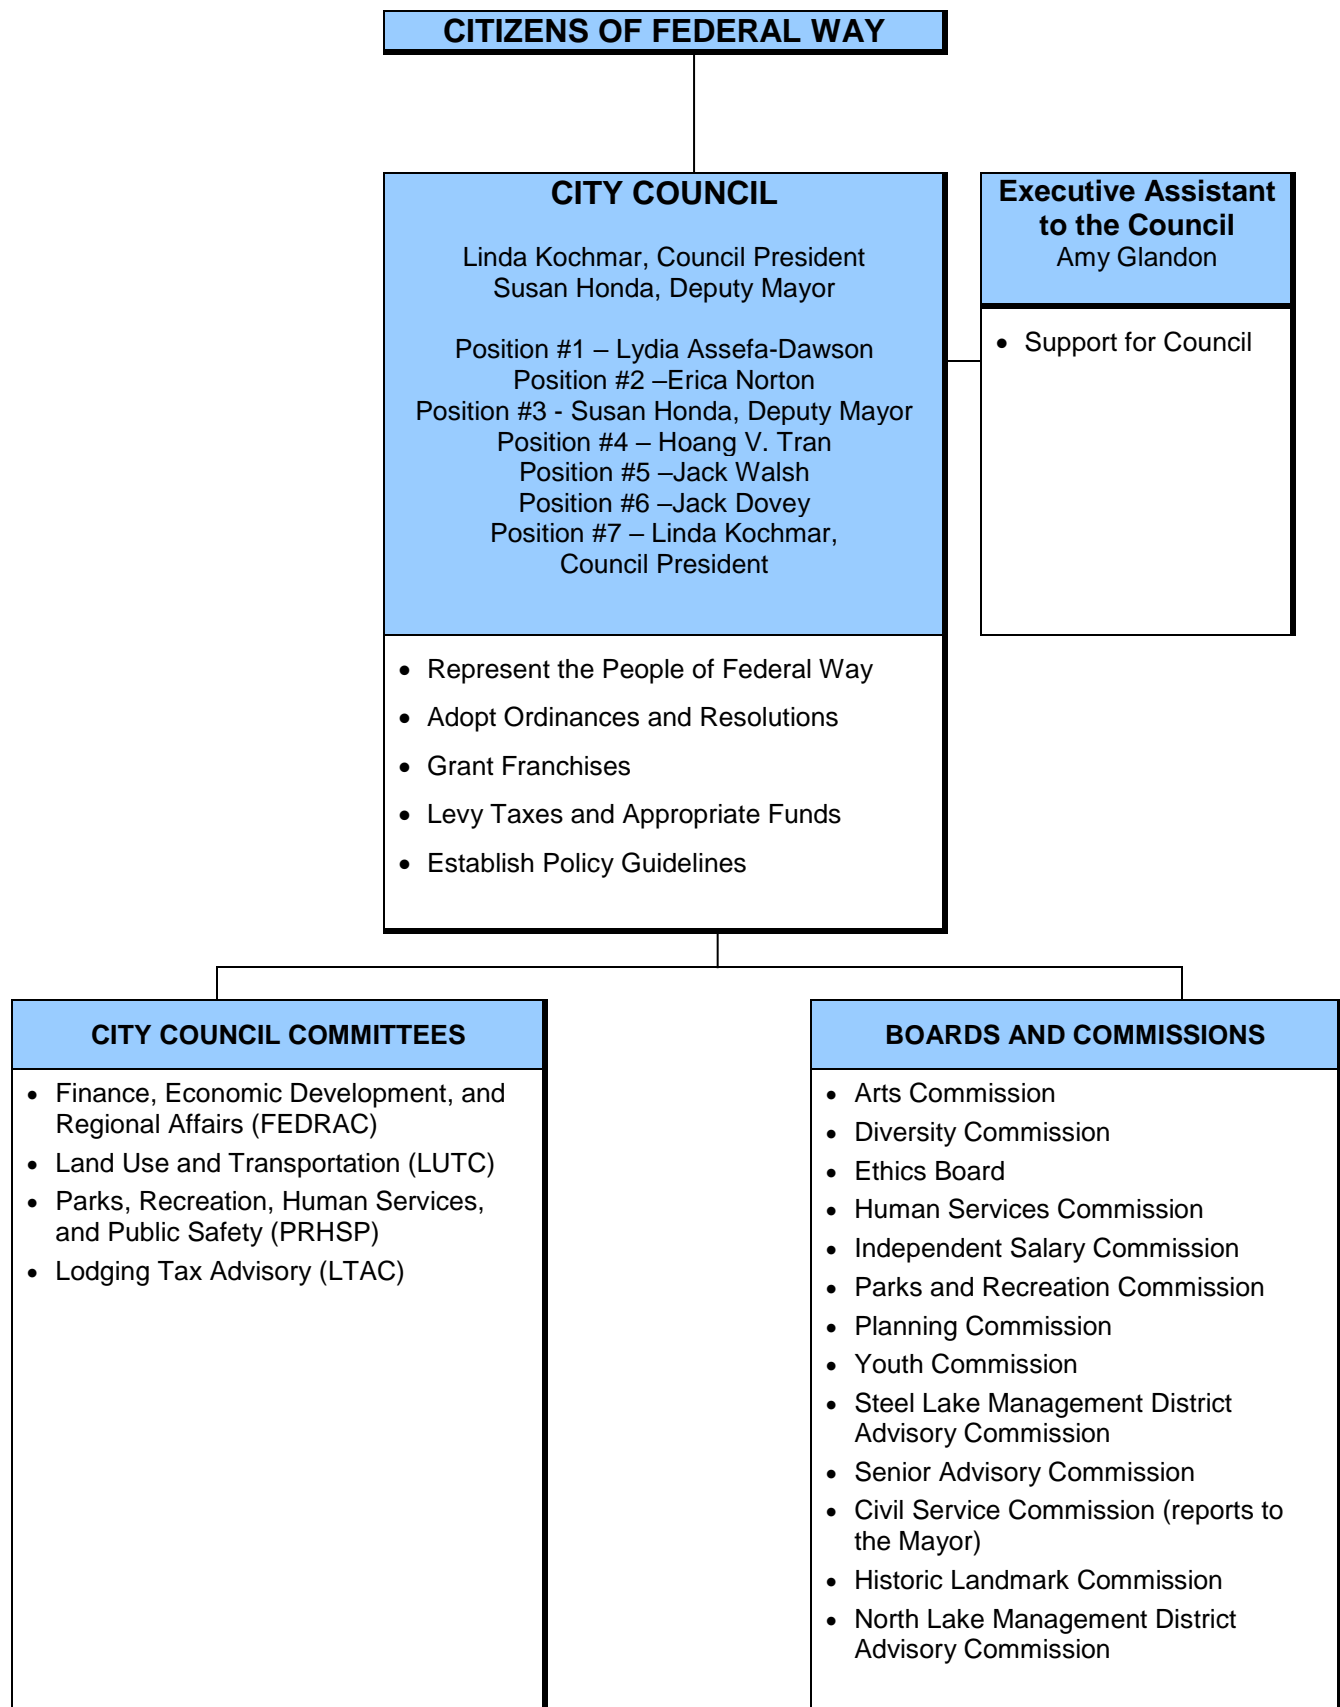 CITIZENS OF FEDERAL WAY
CITY COUNCIL
Linda Kochmar, Council President
Susan Honda, Deputy Mayor
Position #1 – Lydia Assefa-Dawson
Position #2 –Erica Norton
Position #3 - Susan Honda, Deputy Mayor
Position #4 – Hoang V. Tran
Position #5 –Jack Walsh
Position #6 –Jack Dovey
Position #7 – Linda Kochmar,
Council President
• Represent the People of Federal Way
• Adopt Ordinances and Resolutions
• Grant Franchises
• Levy Taxes and Appropriate Funds
• Establish Policy Guidelines
Executive Assistant
to the Council
Amy Glandon
• Support for Council
CITY COUNCIL COMMITTEES
• Finance, Economic Development, and
Regional Affairs (FEDRAC)
• Land Use and Transportation (LUTC)
• Parks, Recreation, Human Services,
and Public Safety (PRHSP)
• Lodging Tax Advisory (LTAC)
BOARDS AND COMMISSIONS
• Arts Commission
• Diversity Commission
• Ethics Board
• Human Services Commission
• Independent Salary Commission
• Parks and Recreation Commission
• Planning Commission
• Youth Commission
• Steel Lake Management District
Advisory Commission
• Senior Advisory Commission
• Civil Service Commission (reports to
the Mayor)
• Historic Landmark Commission
• North Lake Management District
Advisory Commission